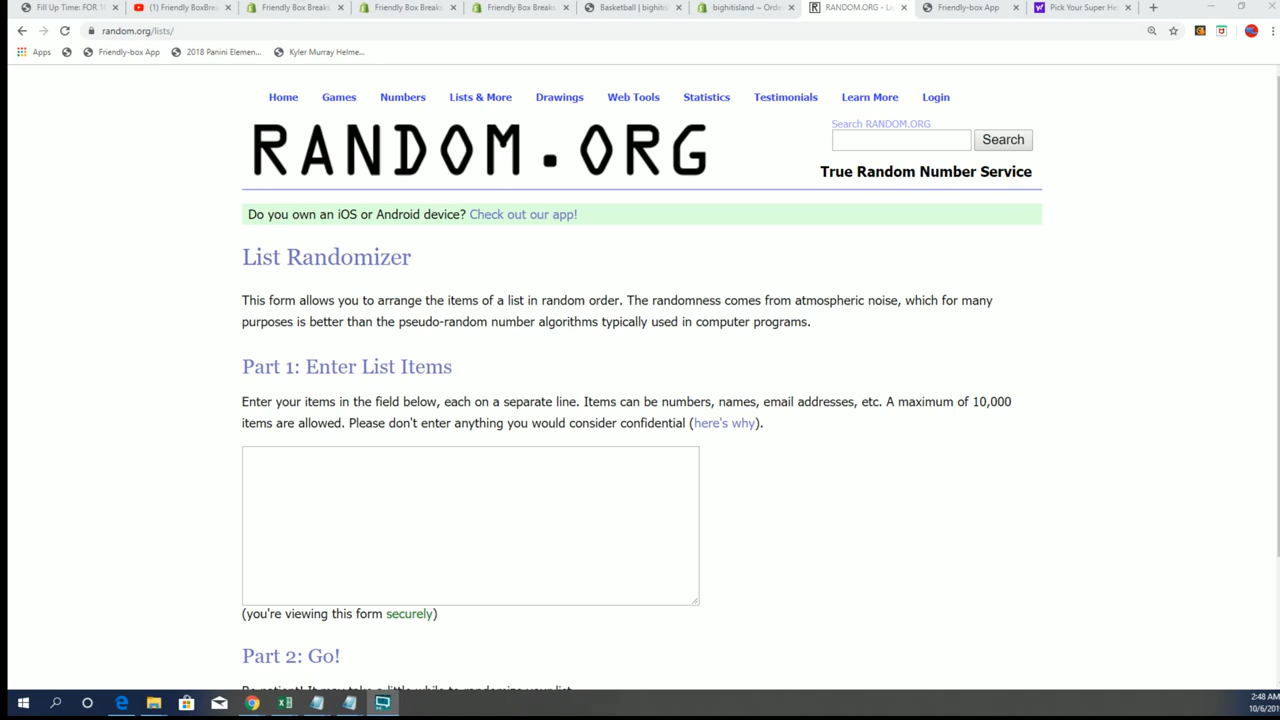 Fill Up Time: FOR 1
(1) Friendly BoxBrea
Friendly Box Breaks
Friendly Box Breaks
Friendly Box Breaks
Basketball | bighitis
bighitisland ~ Orde
RANDOM.ORG - Li
Friendly-box App
Pick Your Super He
random.org/lists/
Apps
Friendly-box App
2018 Panini Elemen...
Kyler Murray Helme...
Home
Games
Numbers
Lists & More
Drawings
Web Tools
Statistics
Testimonials
Learn More
Login
RANDOM.ORG
Search RANDOM.ORG
Search
True Random Number Service
Do you own an iOS or Android device? Check out our app!
List Randomizer
This form allows you to arrange the items of a list in random order. The randomness comes from atmospheric noise, which for many
purposes is better than the pseudo-random number algorithms typically used in computer programs.
Part 1: Enter List Items
Enter your items in the field below, each on a separate line. Items can be numbers, names, email addresses, etc. A maximum of 10,000
items are allowed. Please don't enter anything you would consider confidential (here's why).
(you're viewing this form securely)
Part 2: Go!
Be patient! It may take a little while to randomize your list
2:48 AM
10/6/201